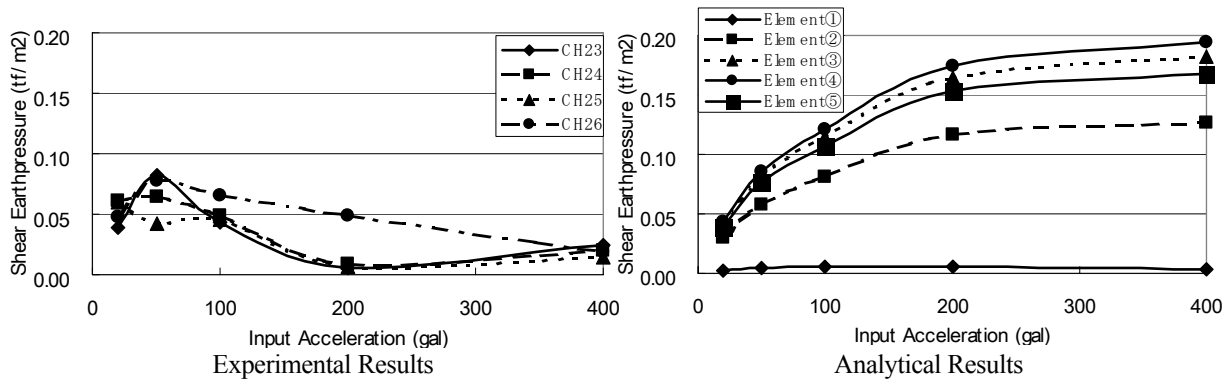 0.20
0.15
0.10
0.05
0.00
Shear Earthpressure (tf/m2)
CH23
CH24
CH25
CH26
0 100 200 300 400
Input Acceleration (gal)
Experimental Results
Element①
Element②
Element③
Element④
Element⑤
0.20
0.15
0.10
0.05
0.00
Shear Earthpressure (tf/m2)
0 100 200 300 400
Input Acceleration (gal)
Analytical Results